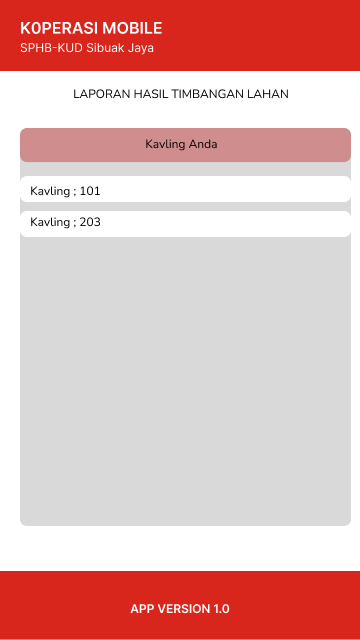 K0PERASI MOBILE
SPHB-KUD Sibuak Jaya
LAPORAN HASIL TIMBANGAN LAHAN
Kavling Anda
Kavling ; 101
Kavling ; 203
APP VERSION 1.0